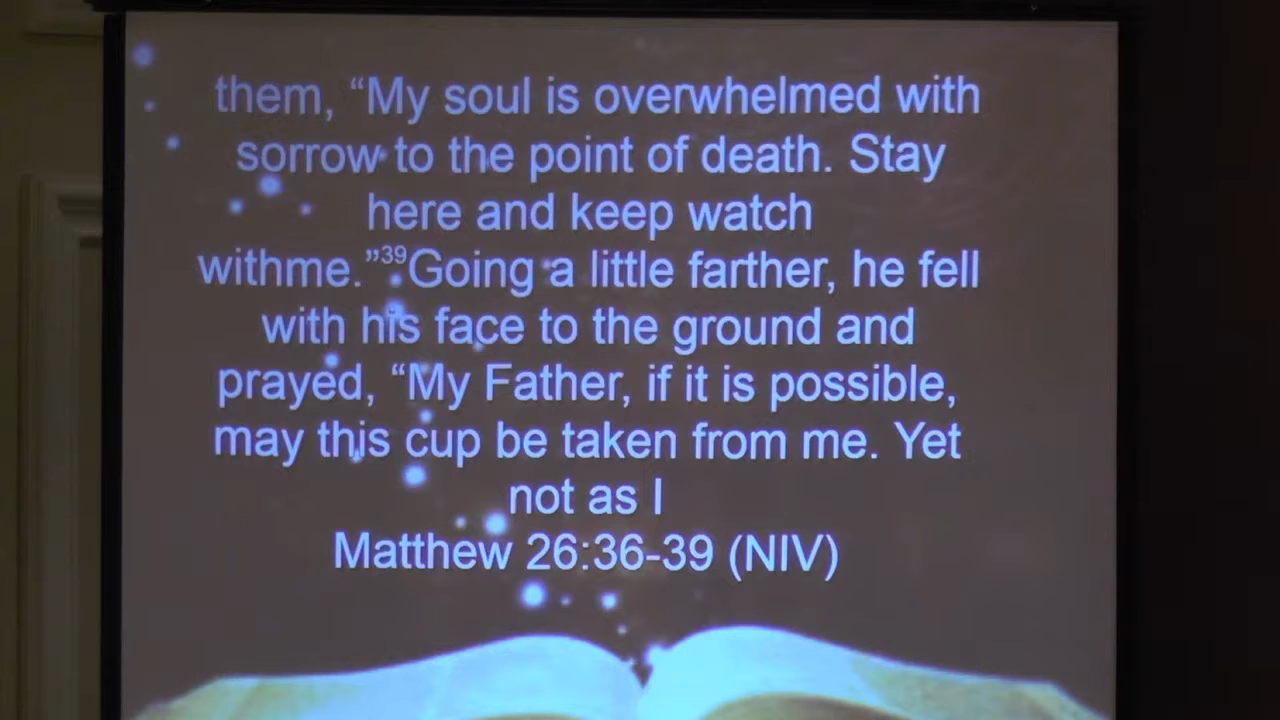 them, “My soul is overwhelmed with
sorrow to the point of death. Stay
here and keep watch
withme.”39Going a little farther, he fell
with his face to the ground and
prayed, “My Father, if it is possible,
may this cup be taken from me. Yet
not as I
Matthew 26:36-39 (NIV)